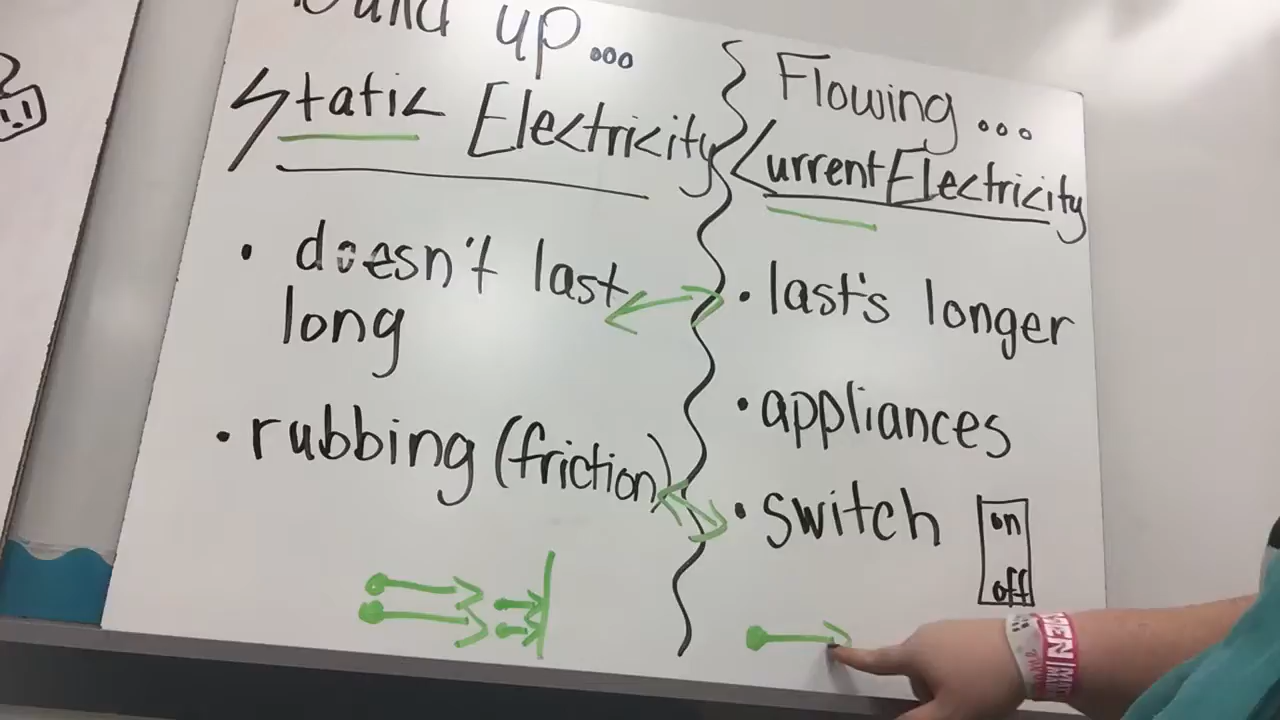 up...
Static Electricity
• doesn't last
long
• rubbing (friction)
Flowing...
Current Electricity
• last's longer
• appliances
• switch
on
off